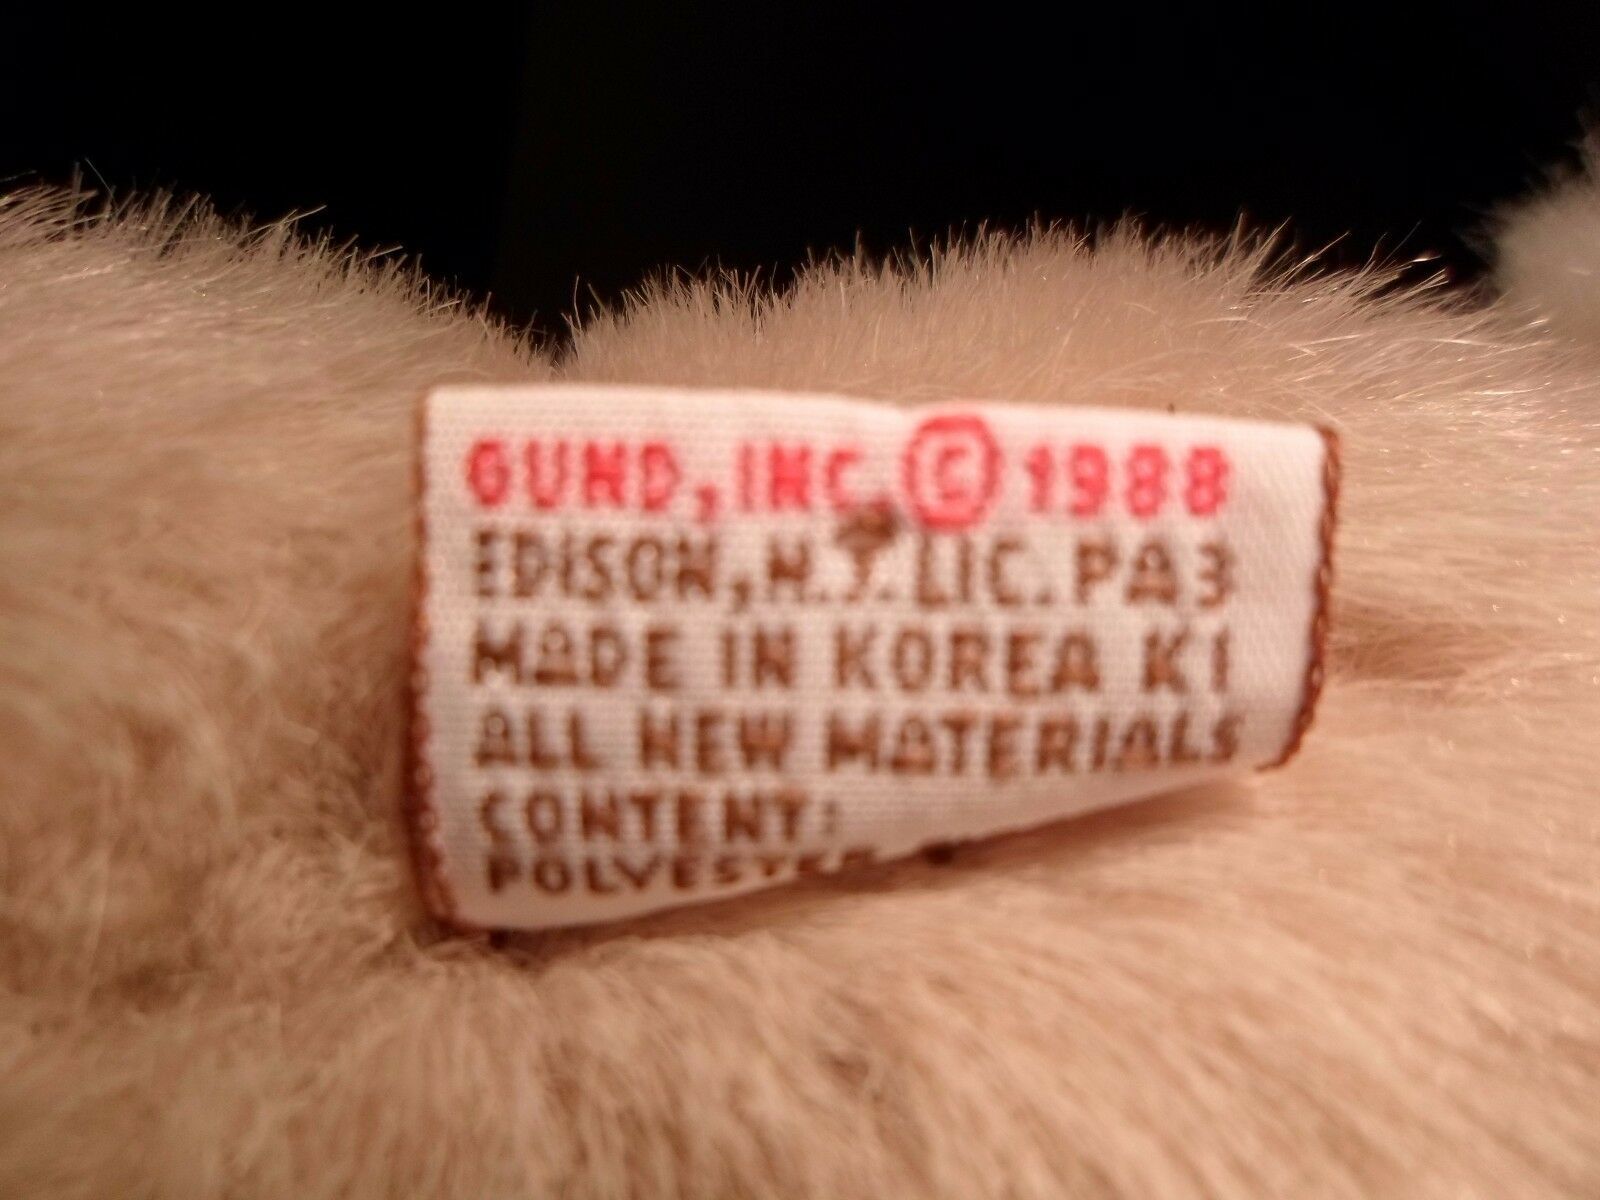 GUND, INC. © 1988
EDISON, N.J. LIC. PA3
MADE IN KOREA K1
ALL NEW MATERIALS
CONTENT:
POLYESTER